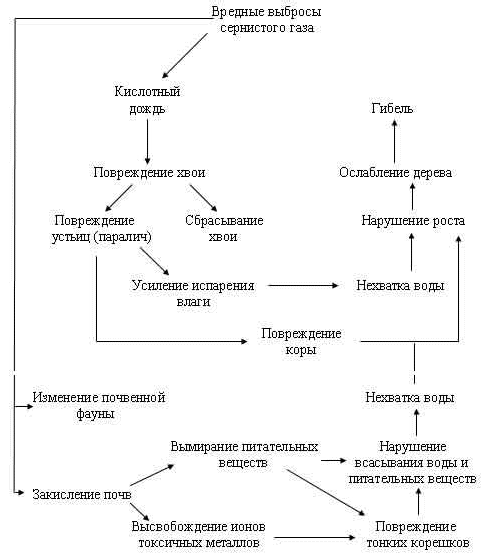 Вредные выбросы
сернистого газа
Кислотный
дождь
Гибель
Повреждение хвои
Ослабление дерева
Повреждение
устьиц (паралич)
Сбрасывание
хвои
Нарушение роста
Усиление испарения
влаги
Нехватка воды
Повреждение
коры
Изменение почвенной
фауны
Нехватка воды
Вымирание питательных
веществ
Нарушение
всасывания воды и
питательных веществ
Закисление почв
Высвобождение ионов
токсичных металлов
Повреждение
тонких корешков